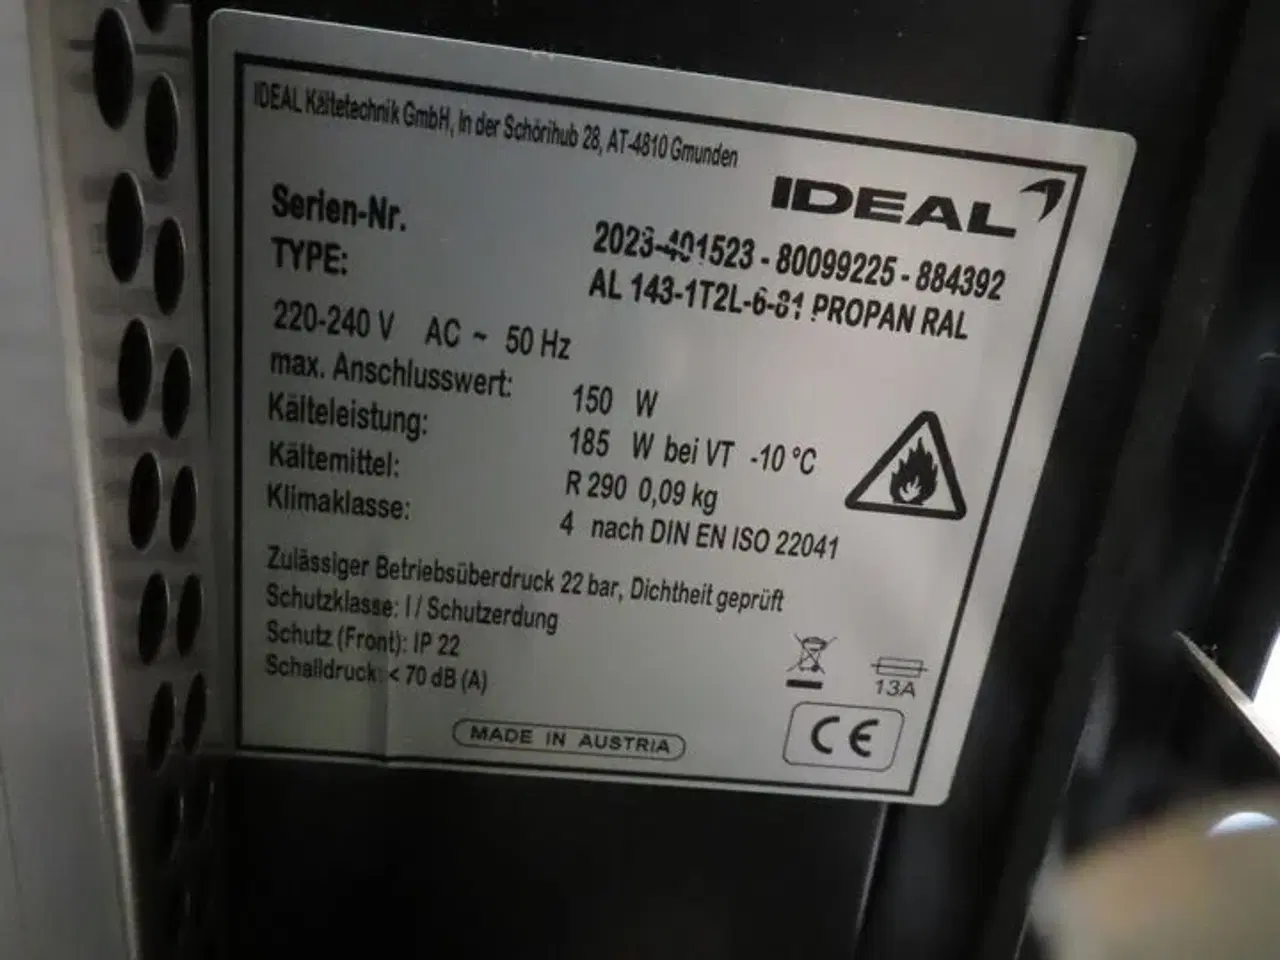 IDEAL Kältetechnik GmbH, In der Schörihub 28, AT-4810 Gmunden
IDEAL
Serien-Nr. 2023-401523 - 80099225 - 884392
TYPE: AL 143-1T2L-6-81 PROPAN RAL
220-240 V AC ~ 50 Hz
max. Anschlusswert: 150 W
Kälteleistung: 185 W bei VT -10 °C
Kältemittel: R 290 0,09 kg
Klimaklasse: 4 nach DIN EN ISO 22041
Zulässiger Betriebsüberdruck 22 bar, Dichtheit geprüft
Schutzklasse: I / Schutzerdung
Schutz (Front): IP 22
Schalldruck: < 70 dB (A)
13A
MADE IN AUSTRIA
CE